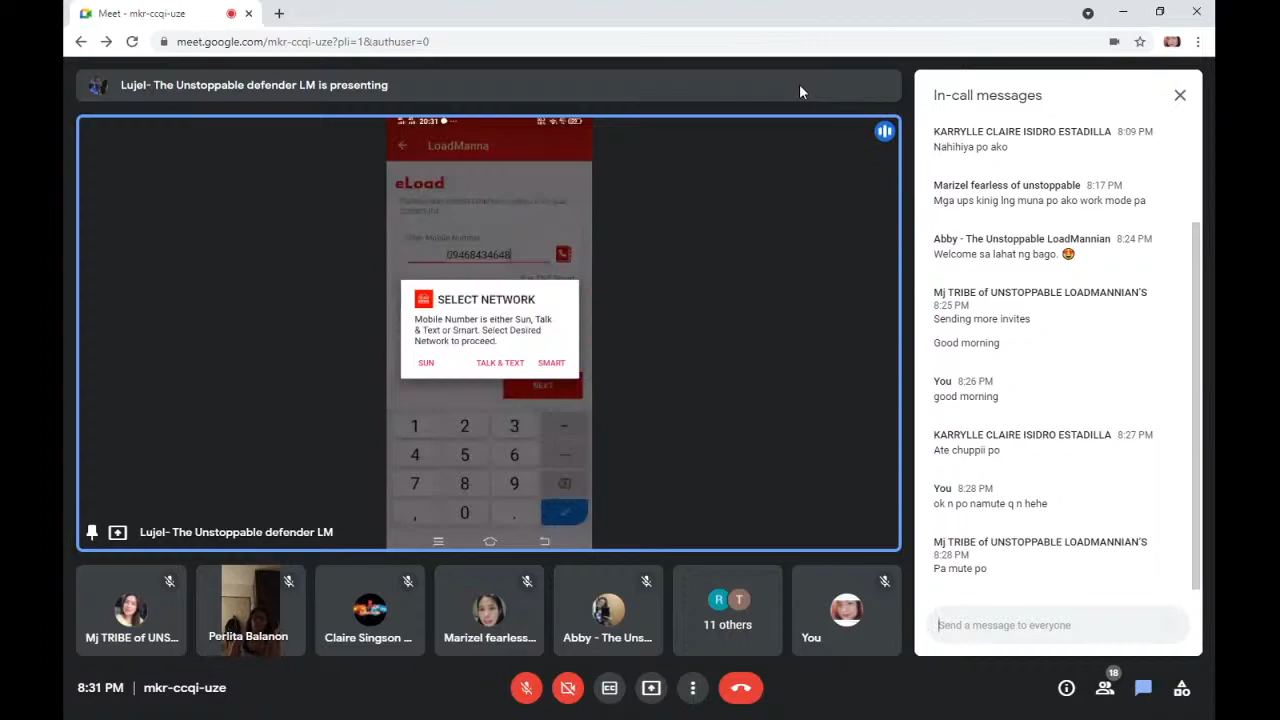 Meet - mkr-ccqi-uze
meet.google.com/mkr-ccqi-uze?pli=1&authuser=0
Lujel- The Unstoppable defender LM is presenting
20:31
LoadManna
eLoad
Mobile Number
09468434648
SELECT NETWORK
Mobile Number is either Sun, Talk
& Text or Smart. Select Desired
Network to proceed.
SUN
TALK & TEXT
SMART
NEXT
1 2 3 -
4 5 6
7 8 9
, 0 .
Lujel- The Unstoppable defender LM
Mj TRIBE of UNS...
Perlita Balanon
Claire Singson ...
Marizel fearless...
Abby - The Uns...
R T
11 others
You
8:31 PM | mkr-ccqi-uze
In-call messages
KARRYLLE CLAIRE ISIDRO ESTADILLA 8:09 PM
Nahihiya po ako
Marizel fearless of unstoppable 8:17 PM
Mga ups kinig lng muna po ako work mode pa
Abby - The Unstoppable LoadMannian 8:24 PM
Welcome sa lahat ng bago. 😍
Mj TRIBE of UNSTOPPABLE LOADMANNIAN'S
8:25 PM
Sending more invites
Good morning
You 8:26 PM
good morning
KARRYLLE CLAIRE ISIDRO ESTADILLA 8:27 PM
Ate chuppii po
You 8:28 PM
ok n po namute q n hehe
Mj TRIBE of UNSTOPPABLE LOADMANNIAN'S
8:28 PM
Pa mute po
Send a message to everyone
18